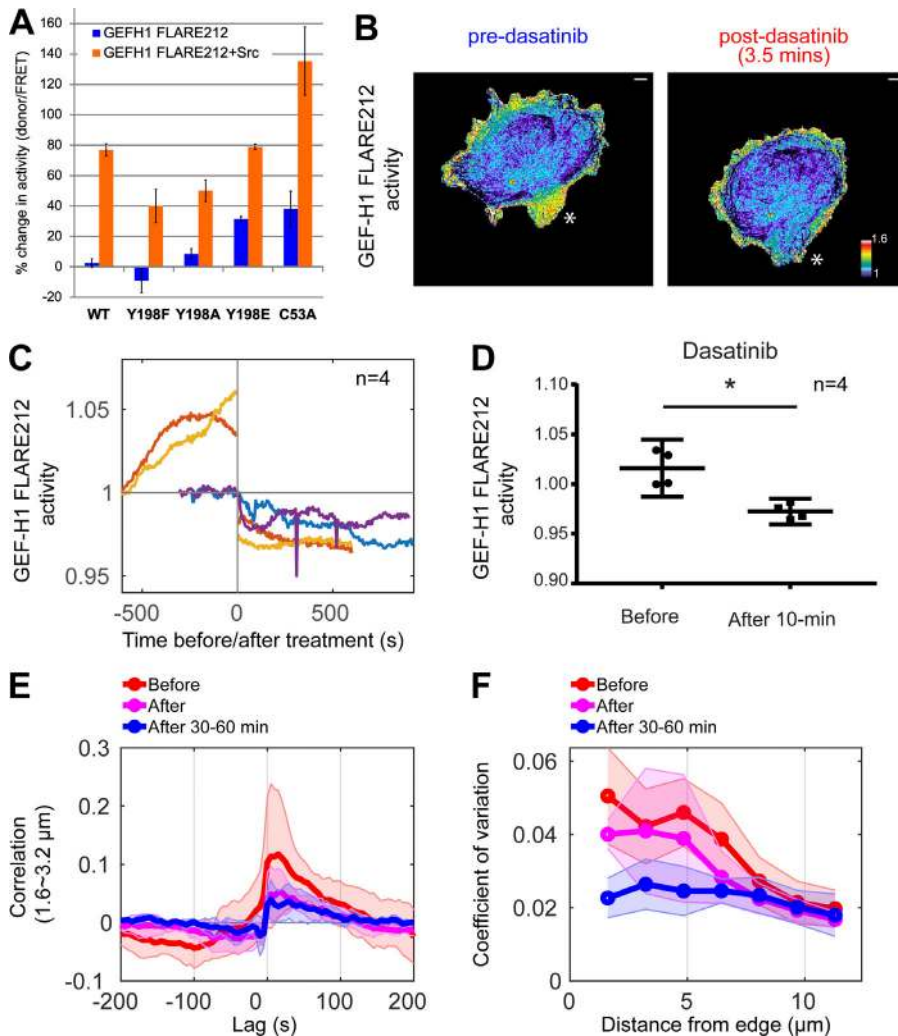 A
160
140
120
100
80
60
40
20
0
-20
% change in activity (donor/FRET)
GEFH1 FLARE212
GEFH1 FLARE212+Src
WT Y198F Y198A Y198E C53A
B
pre-dasatinib
post-dasatinib
(3.5 mins)
GEF-H1 FLARE212
activity
*
*
1.6
1
C
n=4
GEF-H1 FLARE212
activity
1.05
1
0.95
-500 0 500
Time before/after treatment (s)
D
Dasatinib
n=4
*
GEF-H1 FLARE212
activity
1.10
1.05
1.00
0.95
0.90
Before After 10-min
E
Before
After
After 30-60 min
Correlation
(1.6~3.2 µm)
0.3
0.2
0.1
0
-0.1
-200 -100 0 100 200
Lag (s)
F
Before
After
After 30-60 min
Coefficient of variation
0.06
0.04
0.02
0
0 5 10
Distance from edge (µm)